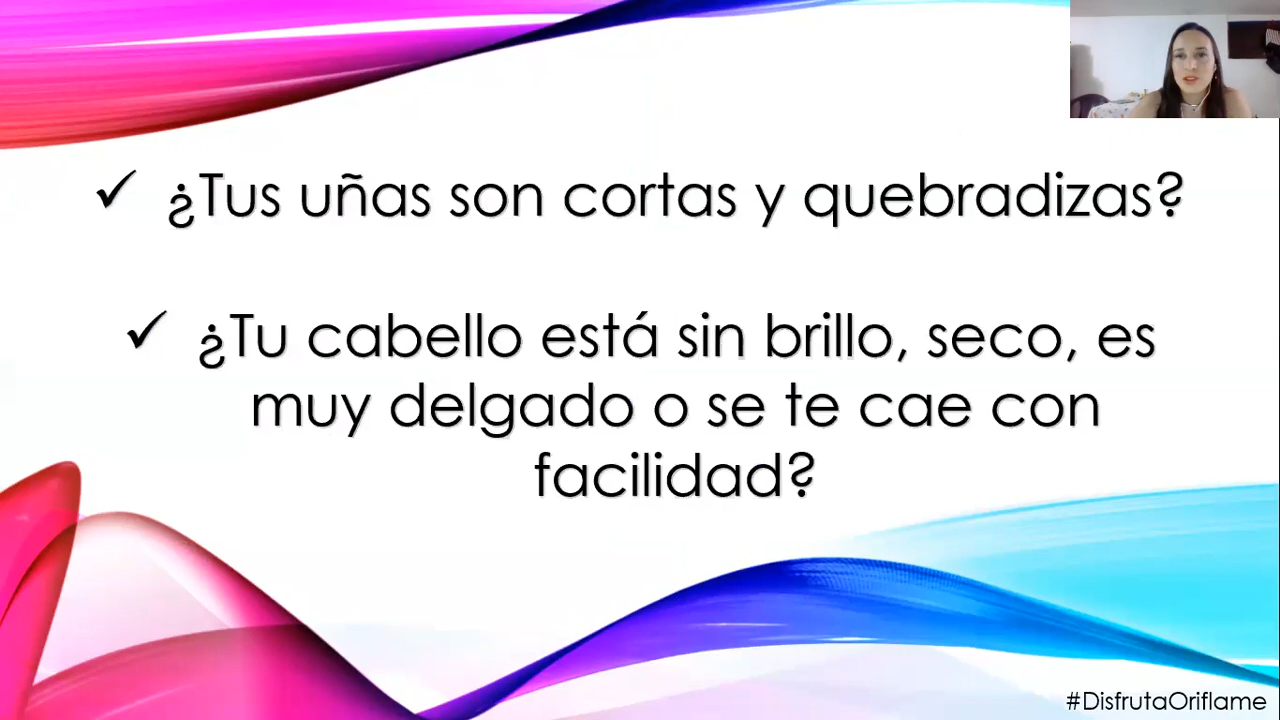 ✓ ¿Tus uñas son cortas y quebradizas?
✓ ¿Tu cabello está sin brillo, seco, es
muy delgado o se te cae con
facilidad?
#DisfrutaOriflame